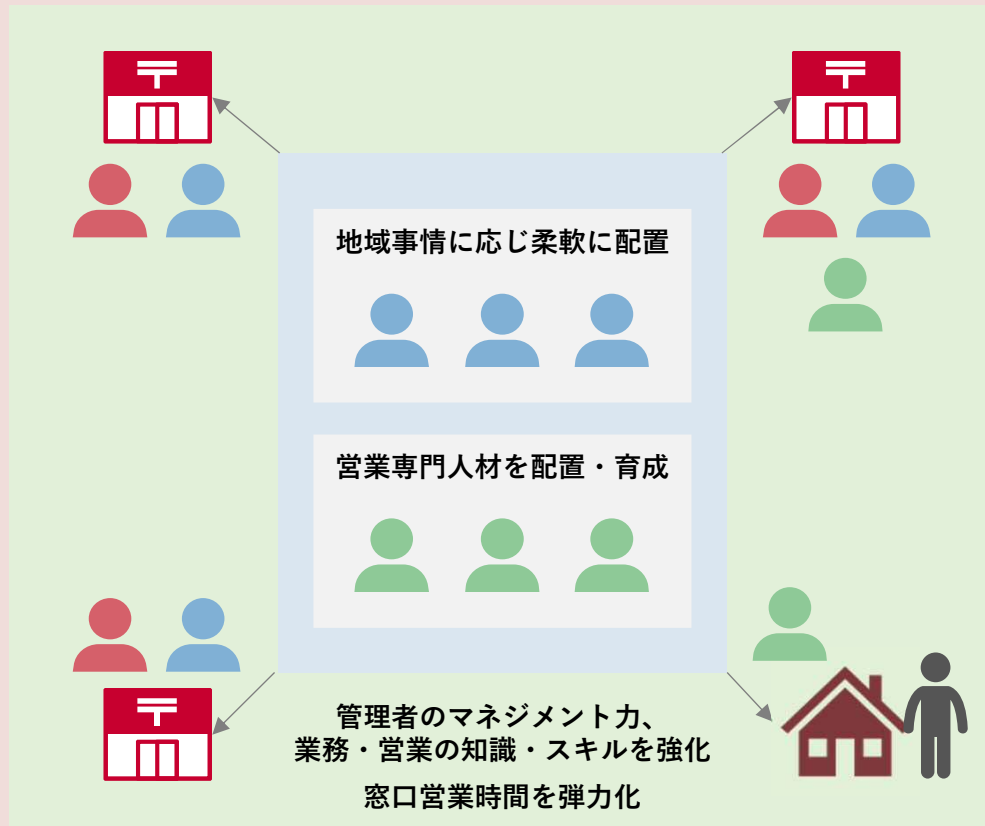 地域事情に応じ柔軟に配置
営業専門人材を配置・育成
管理者のマネジメント力、
業務・営業の知識・スキルを強化
窓口営業時間を弾力化